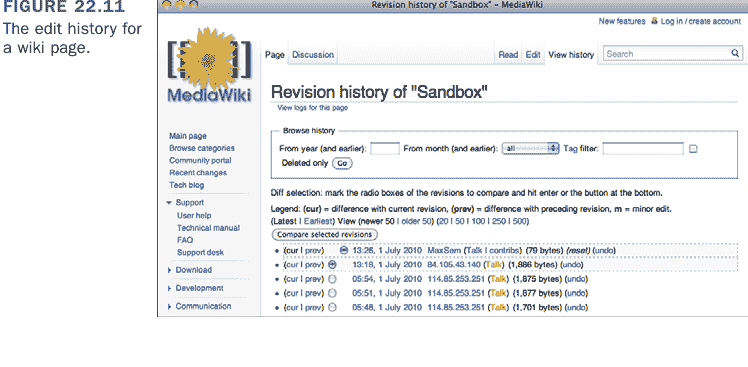 FIGURE 22.11
The edit history for
a wiki page.
Revision history of "Sandbox" – MediaWiki
New features Log in / create account
Page Discussion Read Edit View history Search
MediaWiki
Revision history of "Sandbox"
View logs for this page
Main page
Browse categories
Community portal
Recent changes
Tech blog
Support
User help
Technical manual
FAQ
Support desk
Download
Development
Communication
Browse history
From year (and earlier): From month (and earlier): all Tag filter:
Deleted only Go
Diff selection: mark the radio boxes of the revisions to compare and hit enter or the button at the bottom.
Legend: (cur) = difference with current revision, (prev) = difference with preceding revision, m = minor edit.
(Latest | Earliest) View (newer 50 | older 50) (20 | 50 | 100 | 250 | 500)
Compare selected revisions
(cur | prev) 13:26, 1 July 2010 MaxSem (Talk | contribs) (79 bytes) (reset) (undo)
(cur | prev) 13:18, 1 July 2010 84.105.43.140 (Talk) (1,886 bytes) (undo)
(cur | prev) 05:54, 1 July 2010 114.85.253.251 (Talk) (1,875 bytes) (undo)
(cur | prev) 05:51, 1 July 2010 114.85.253.251 (Talk) (1,877 bytes) (undo)
(cur | prev) 05:48, 1 July 2010 114.85.253.251 (Talk) (1,701 bytes) (undo)